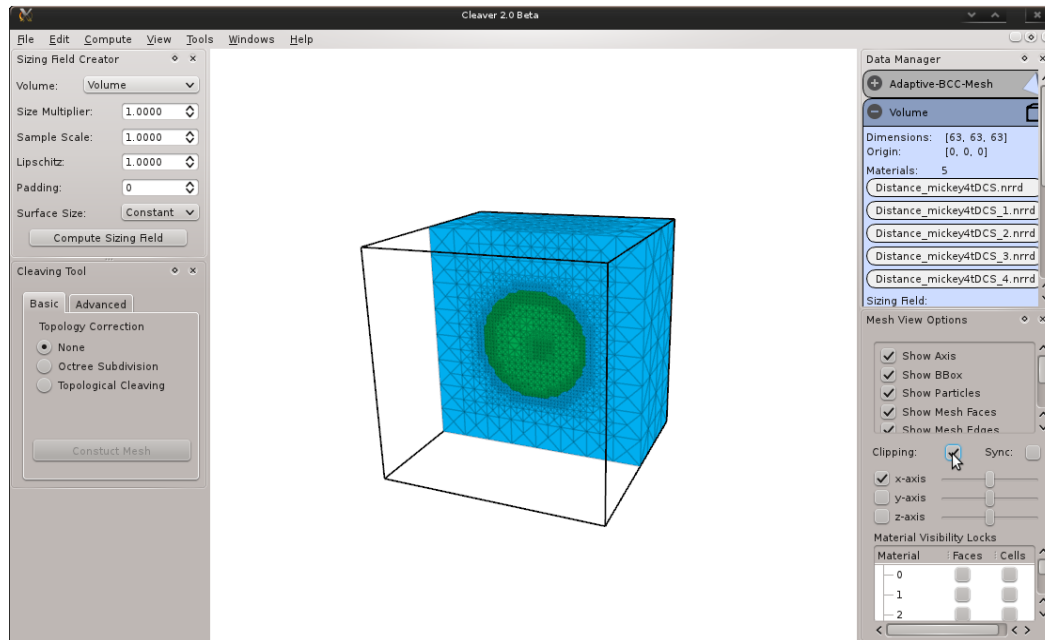 Cleaver 2.0 Beta
File Edit Compute View Tools Windows Help
Sizing Field Creator
Volume: Volume
Size Multiplier: 1.0000
Sample Scale: 1.0000
Lipschitz: 1.0000
Padding: 0
Surface Size: Constant
Compute Sizing Field
Cleaving Tool
Basic Advanced
Topology Correction
None
Octree Subdivision
Topological Cleaving
Constuct Mesh
Data Manager
Adaptive-BCC-Mesh
Volume
Dimensions: [63, 63, 63]
Origin: [0, 0, 0]
Materials: 5
Distance_mickey4tDCS.nrrd
Distance_mickey4tDCS_1.nrrd
Distance_mickey4tDCS_2.nrrd
Distance_mickey4tDCS_3.nrrd
Distance_mickey4tDCS_4.nrrd
Sizing Field:
Mesh View Options
Show Axis
Show BBox
Show Particles
Show Mesh Faces
Show Mesh Edges
Clipping: Sync:
x-axis
y-axis
z-axis
Material Visibility Locks
Material Faces Cells
0
1
2